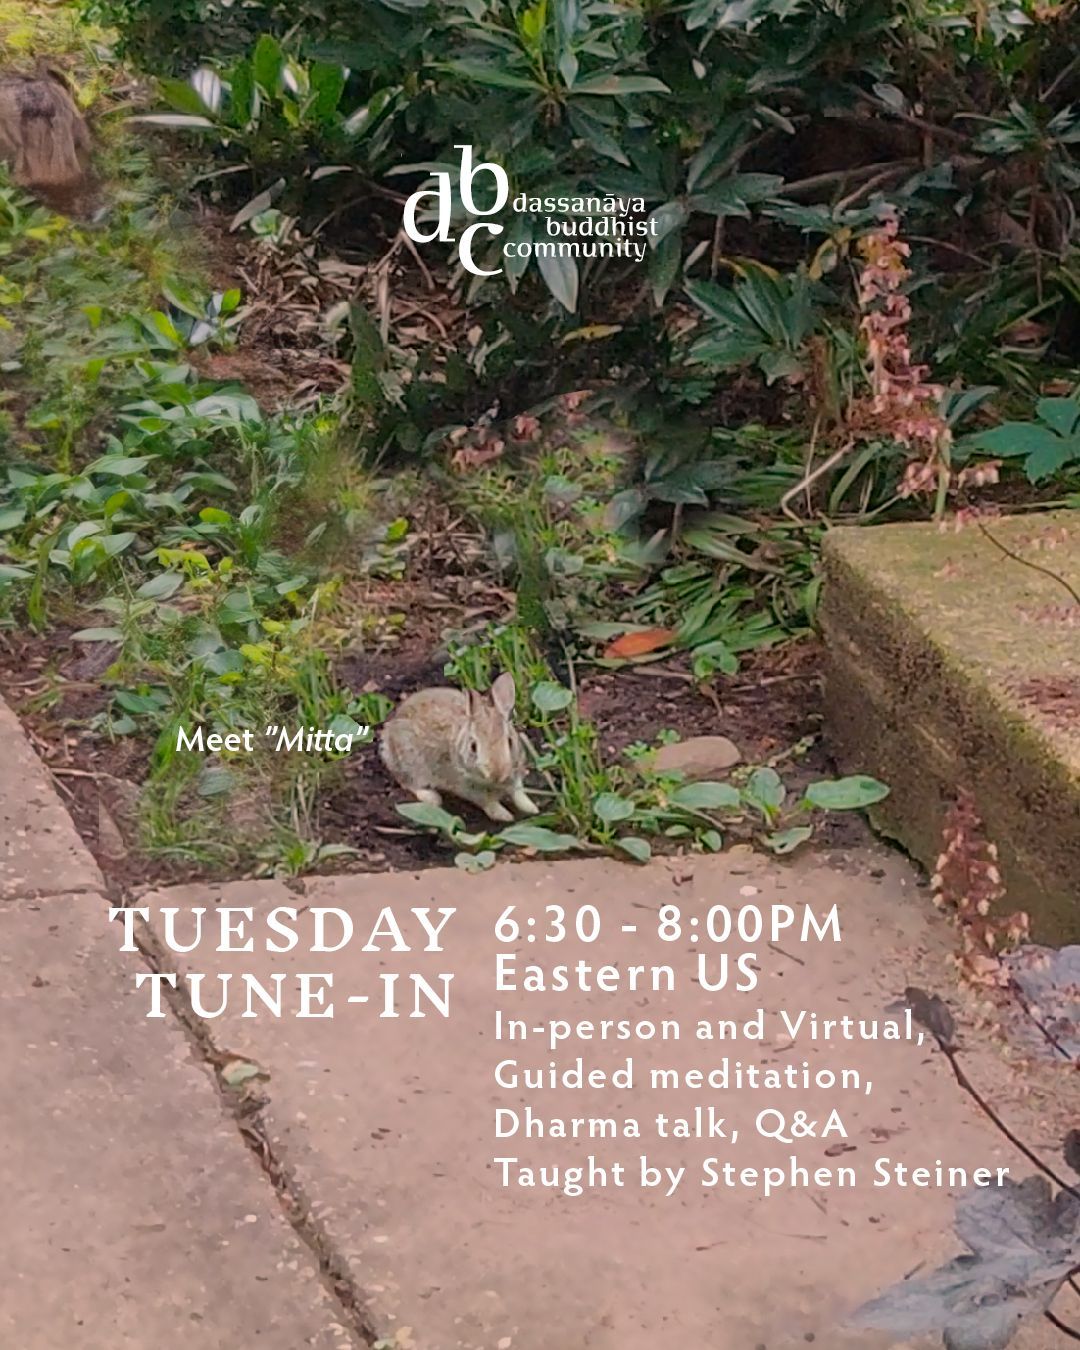 dbc
dassanāya
buddhist
community
Meet "Mitta"
TUESDAY
TUNE-IN
6:30 - 8:00PM
Eastern US
In-person and Virtual,
Guided meditation,
Dharma talk, Q&A
Taught by Stephen Steiner